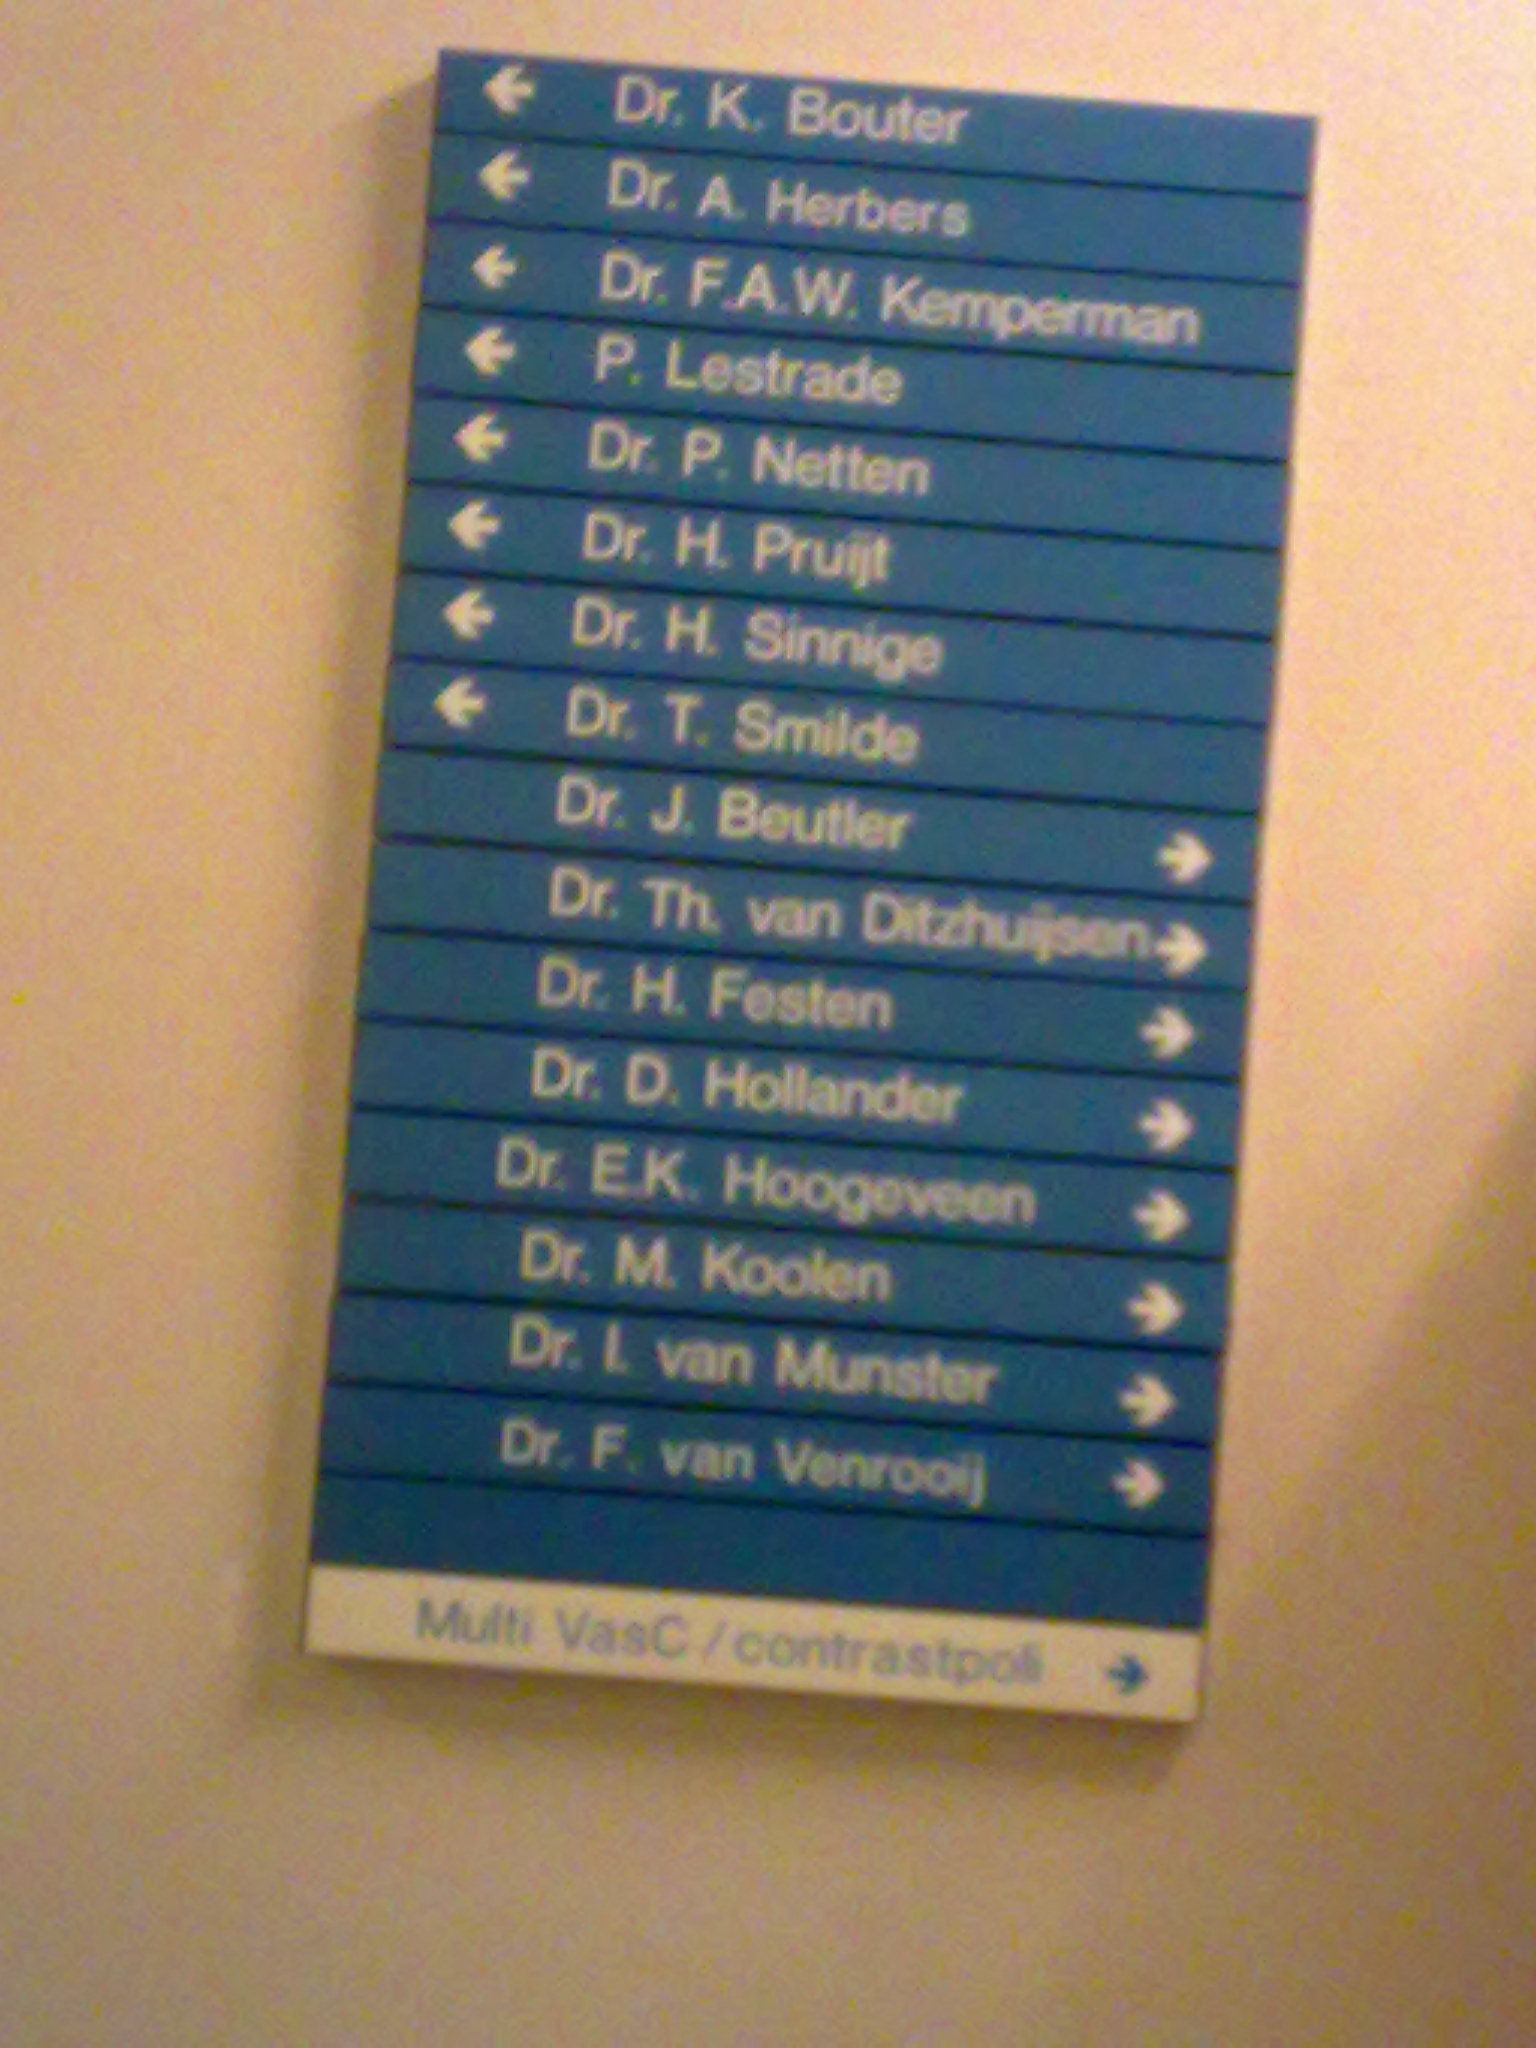 ← Dr. K. Bouter
← Dr. A. Herbers
← Dr. F.A.W. Kemperman
← P. Lestrade
← Dr. P. Netten
← Dr. H. Pruijt
← Dr. H. Sinnige
← Dr. T. Smilde
Dr. J. Beutler →
Dr. Th. van Ditzhuijsen →
Dr. H. Festen →
Dr. D. Hollander →
Dr. E.K. Hoogeveen →
Dr. M. Koolen →
Dr. I. van Munster →
Dr. F. van Venrooij →
Multi VasC / contrastpoli →